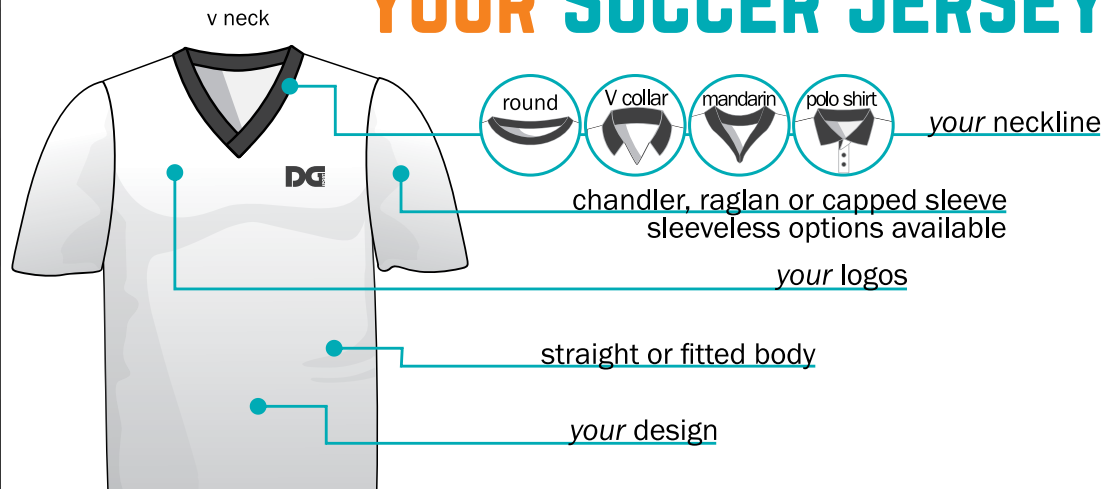 v neck
YOUR SOCCER JERSEY
round
V collar
mandarin
polo shirt
your neckline
DG
chandler, raglan or capped sleeve
sleeveless options available
your logos
straight or fitted body
your design